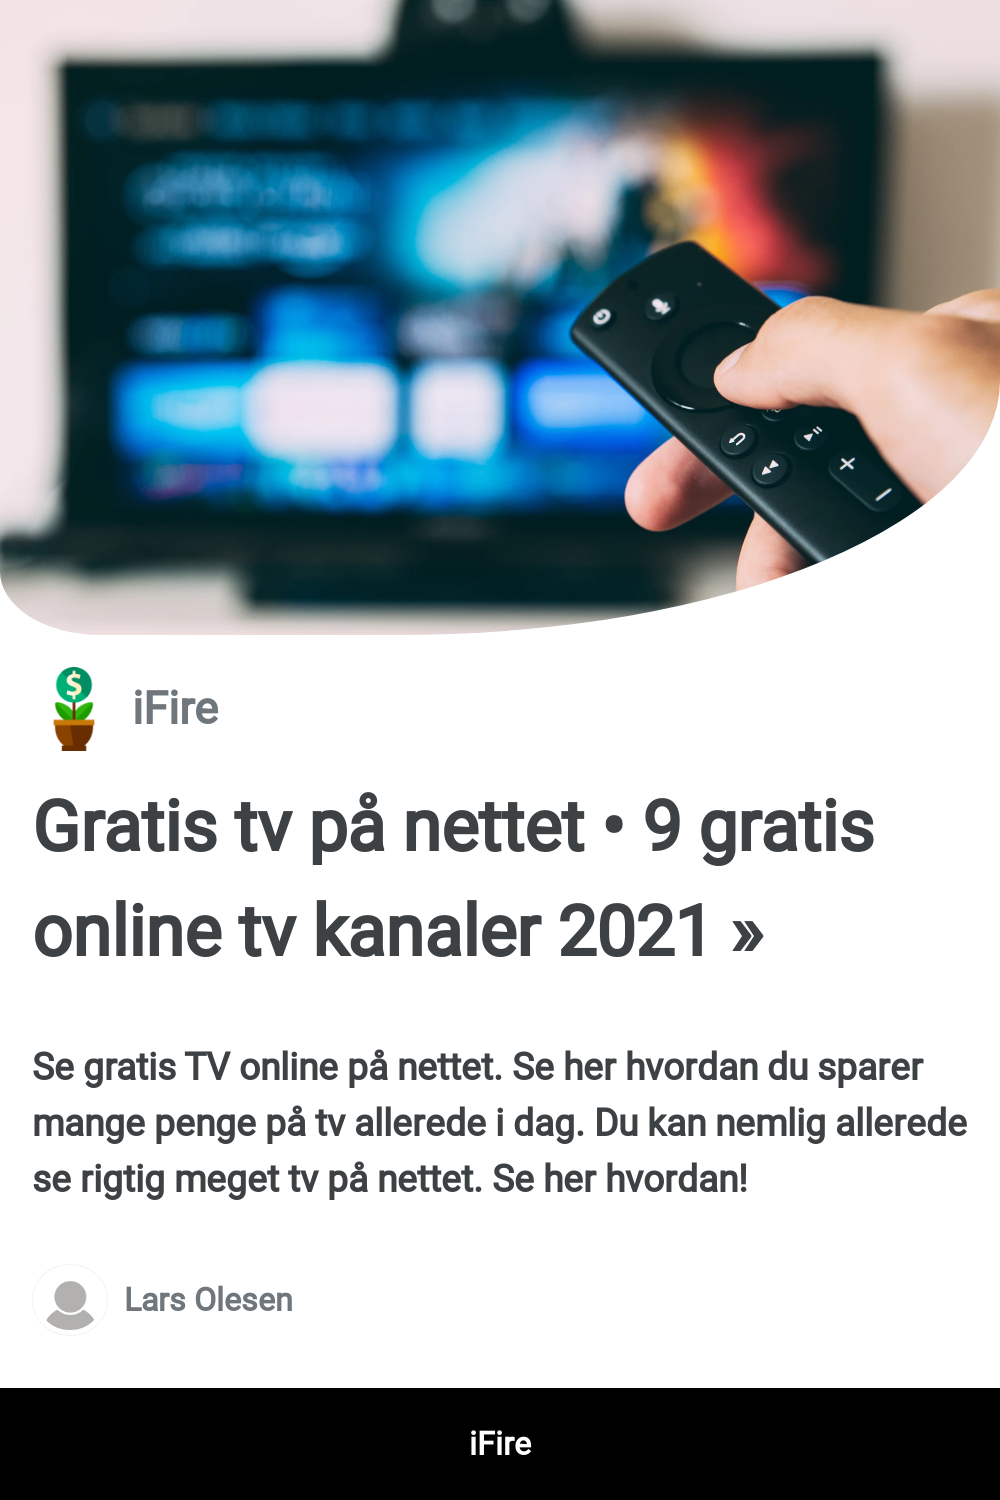 iFire
Gratis tv på nettet • 9 gratis
online tv kanaler 2021 »
Se gratis TV online på nettet. Se her hvordan du sparer
mange penge på tv allerede i dag. Du kan nemlig allerede
se rigtig meget tv på nettet. Se her hvordan!
Lars Olesen
iFire